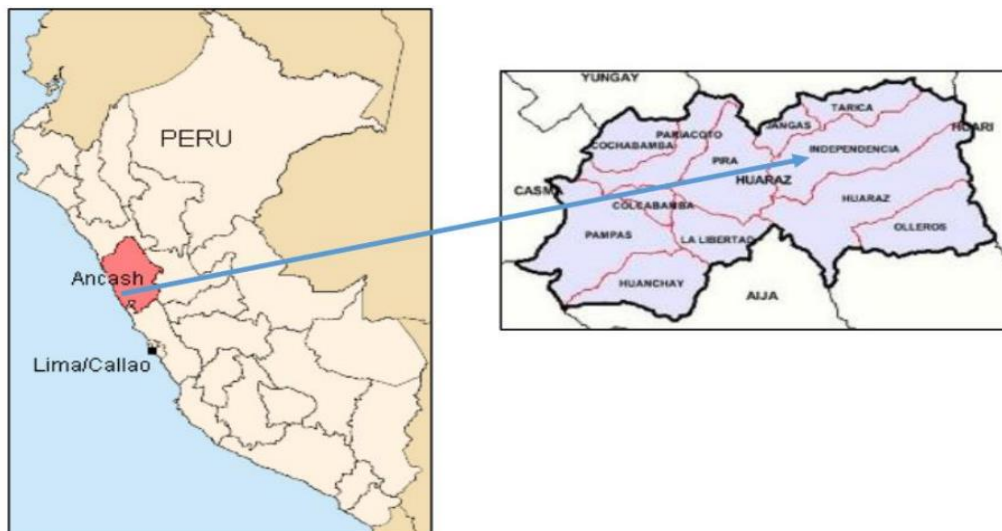 PERU
Ancash
Lima/Callao
YUNGAY
TARICA
JANGAS
HUARI
PARIACOTO
COCHABAMBA
INDEPENDENCIA
PIRA
CASMA
HUARAZ
COLCABAMBA
HUARAZ
PAMPAS
LA LIBERTAD
OLLEROS
HUANCHAY
AIJA